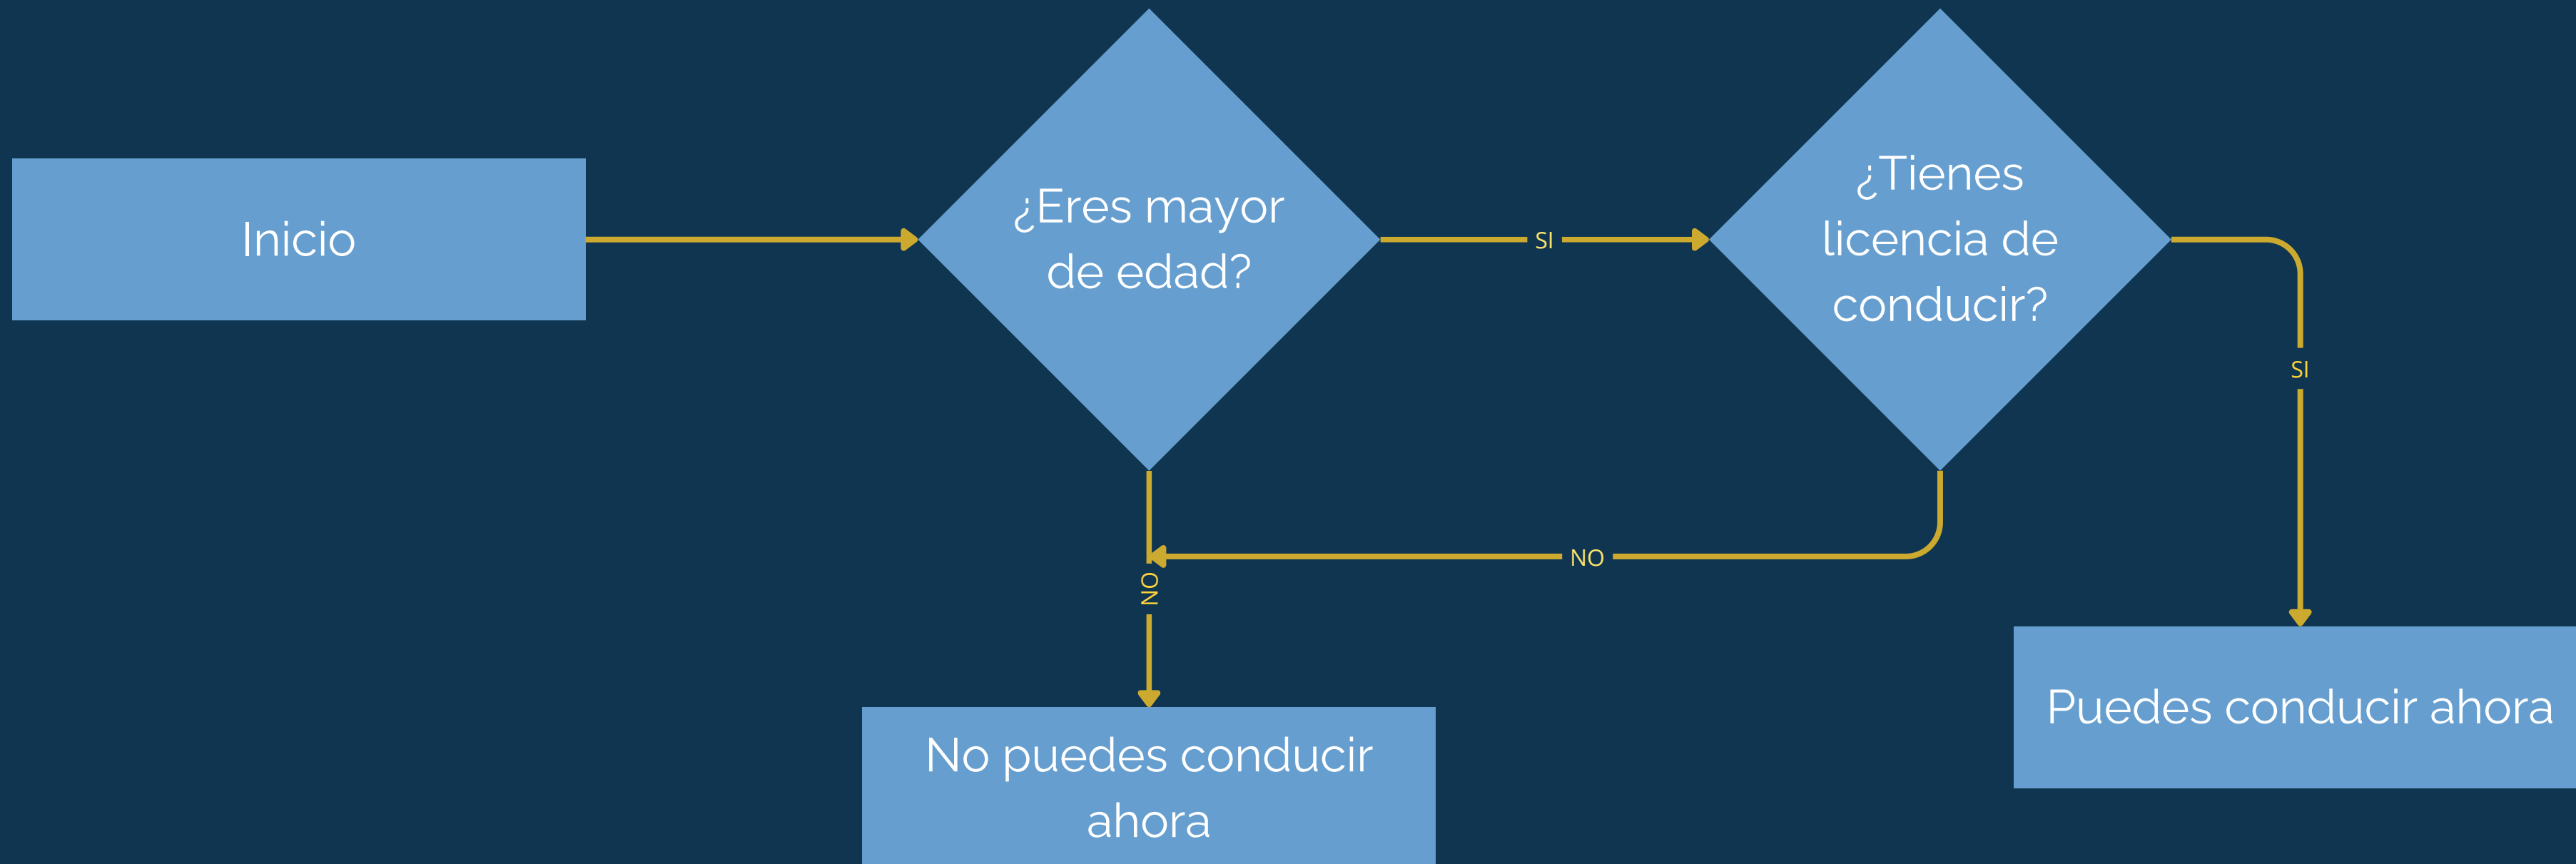 Inicio
¿Eres mayor
de edad?
SI
¿Tienes
licencia de
conducir?
SI
NO
NO
No puedes conducir
ahora
Puedes conducir ahora